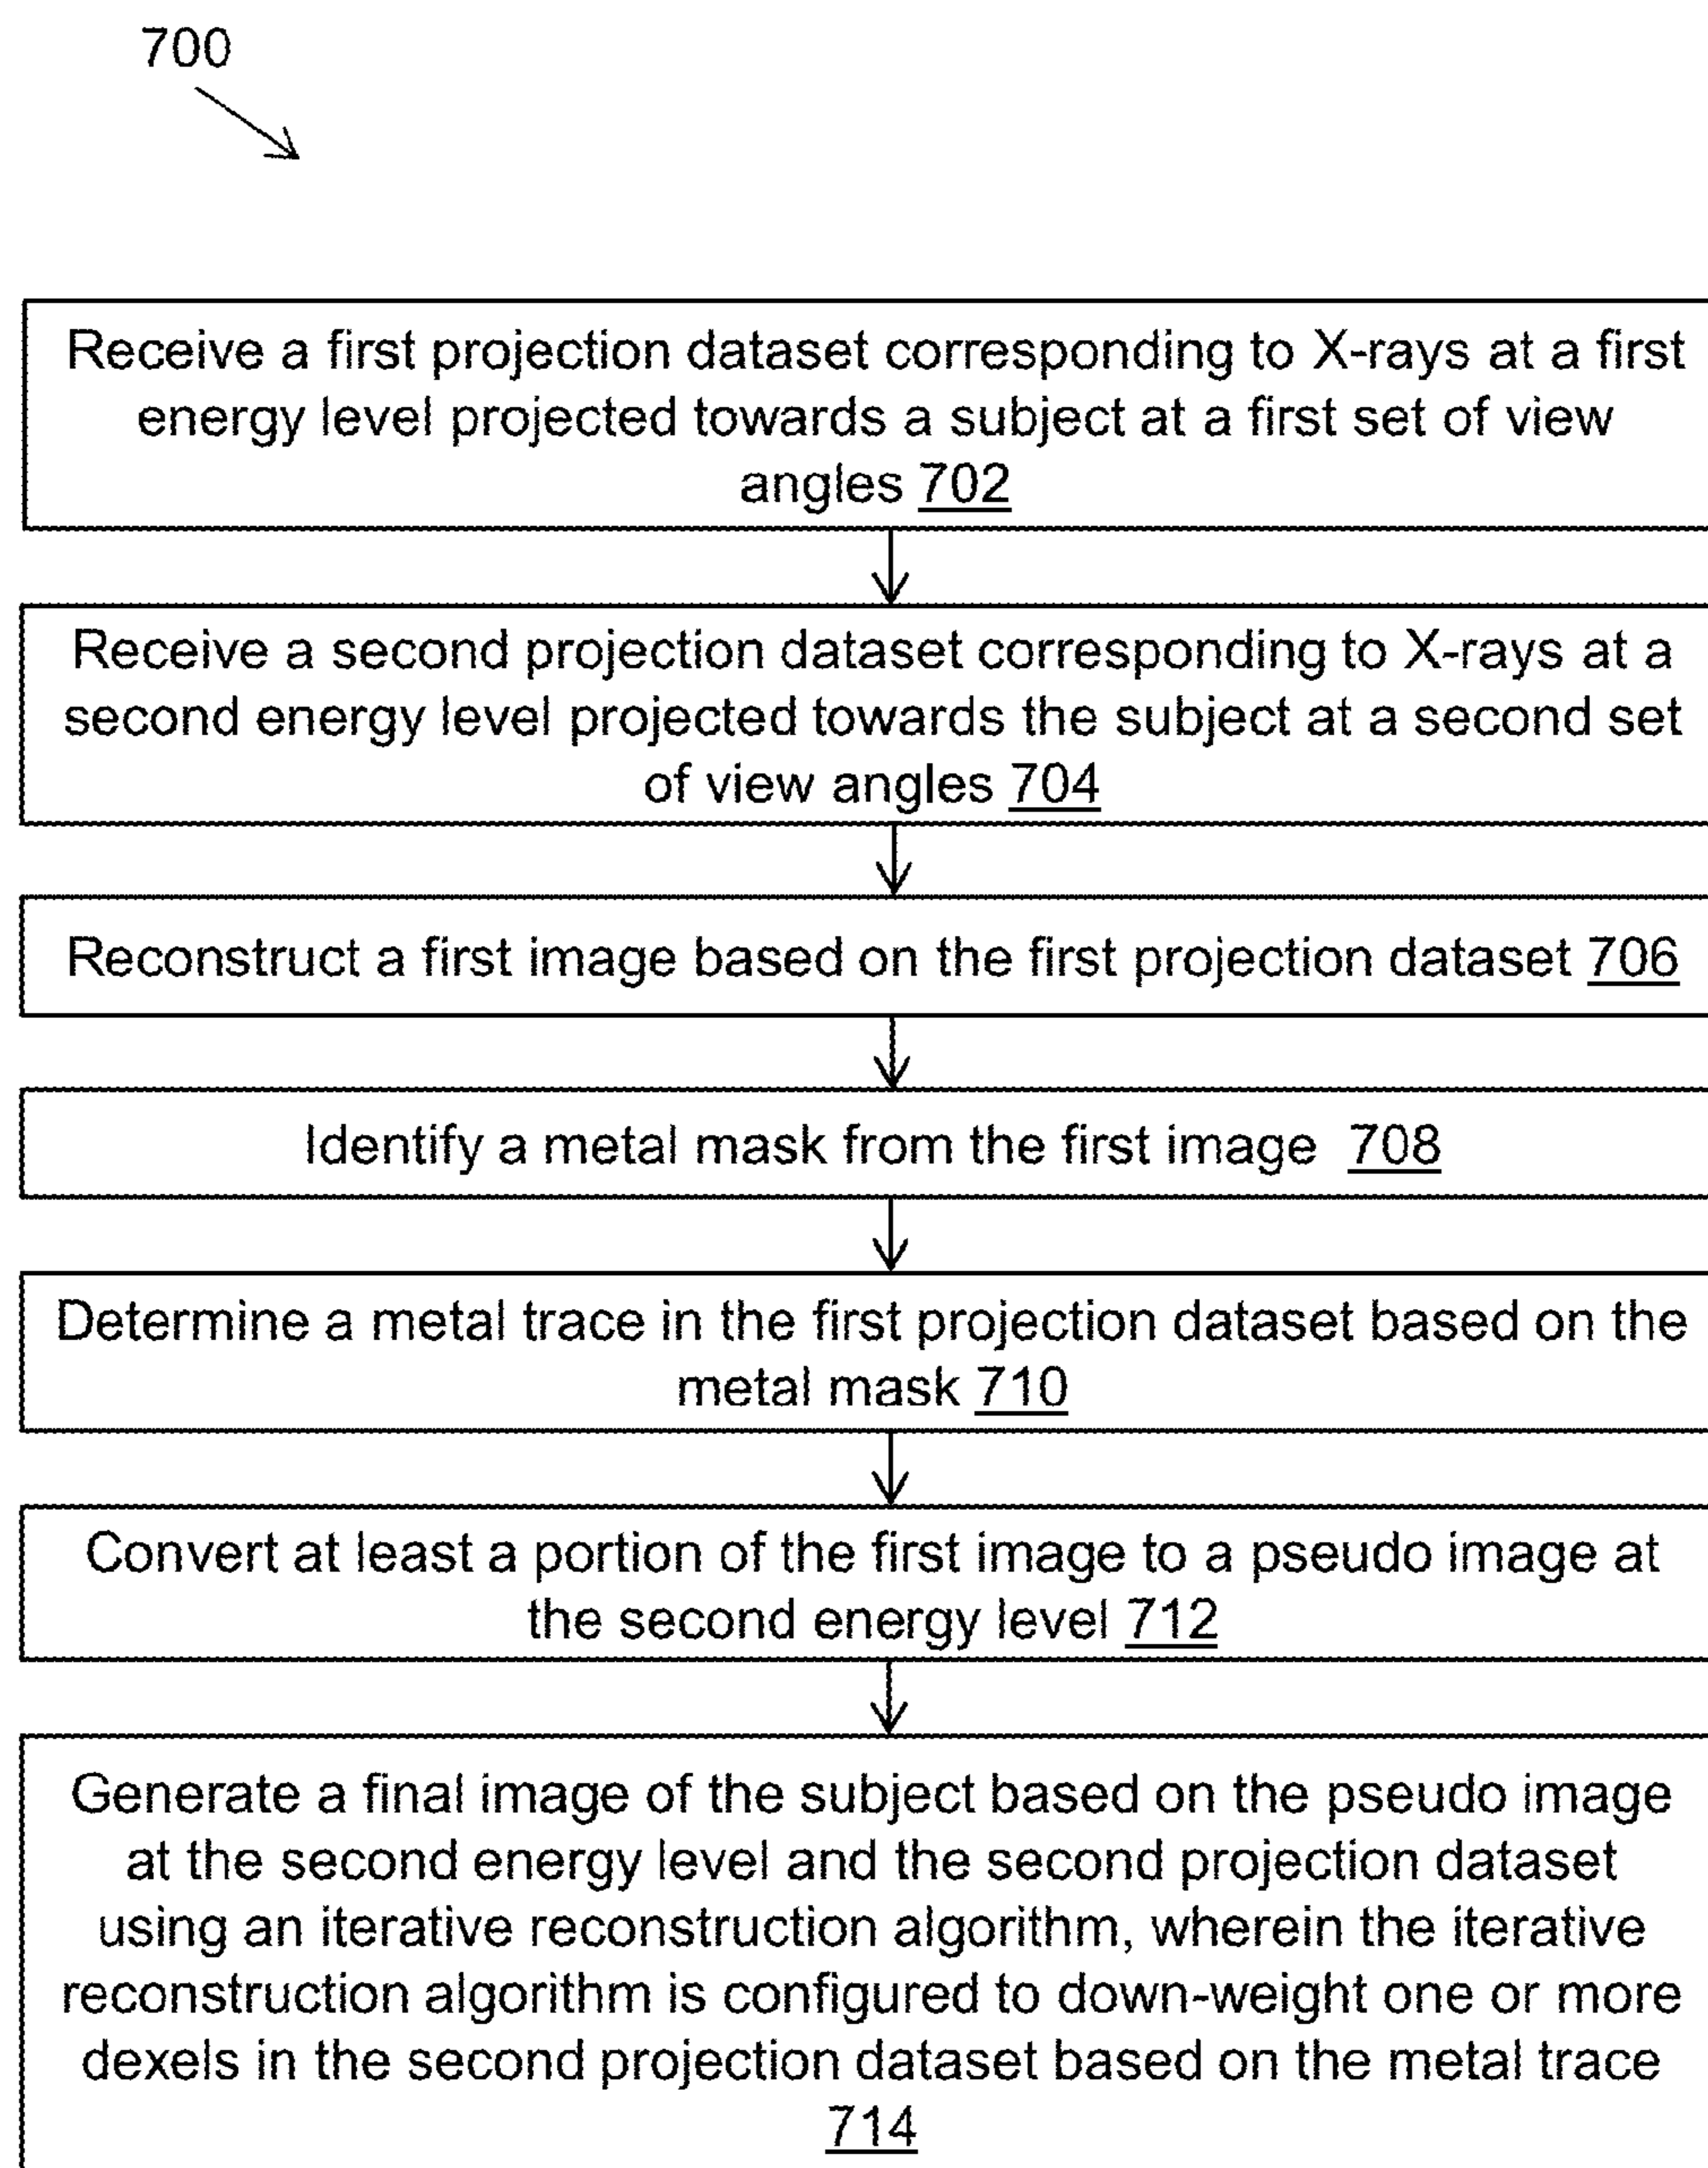 700
Receive a first projection dataset corresponding to X-rays at a first
energy level projected towards a subject at a first set of view
angles 702
Receive a second projection dataset corresponding to X-rays at a
second energy level projected towards the subject at a second set
of view angles 704
Reconstruct a first image based on the first projection dataset 706
Identify a metal mask from the first image 708
Determine a metal trace in the first projection dataset based on the
metal mask 710
Convert at least a portion of the first image to a pseudo image at
the second energy level 712
Generate a final image of the subject based on the pseudo image
at the second energy level and the second projection dataset
using an iterative reconstruction algorithm, wherein the iterative
reconstruction algorithm is configured to down-weight one or more
dexels in the second projection dataset based on the metal trace
714